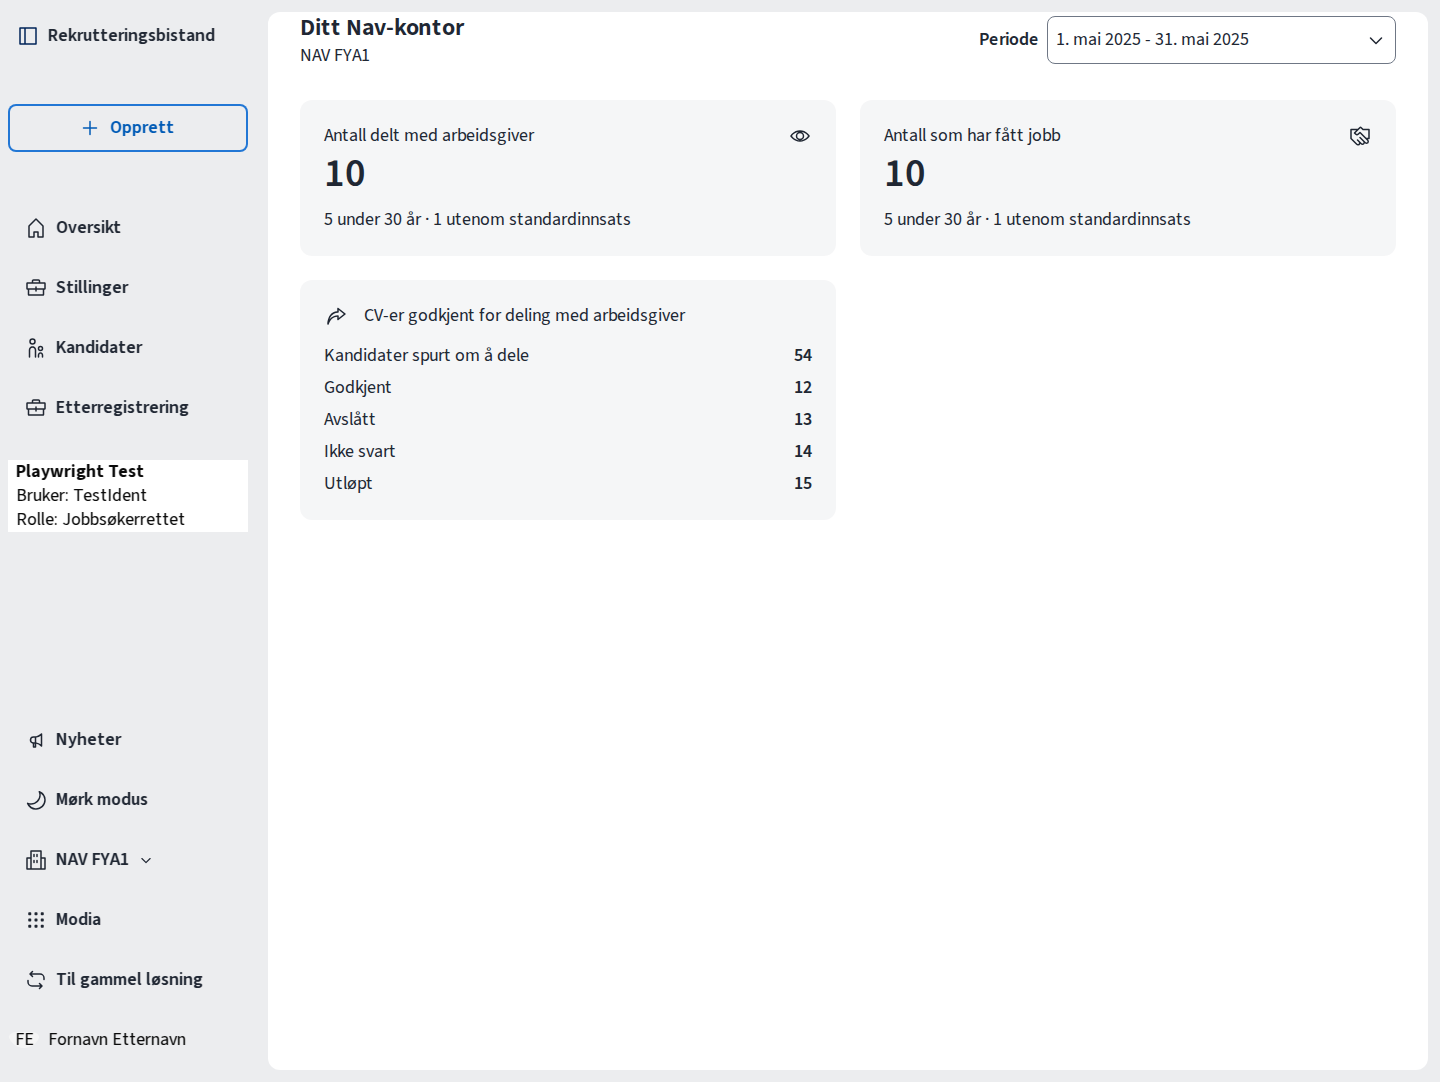 Rekrutteringsbistand
Opprett
Oversikt
Stillinger
Kandidater
Etterregistrering
Playwright Test
Bruker: TestIdent
Rolle: Jobbsøkerrettet
Nyheter
Mørk modus
NAV FYA1
Modia
Til gammel løsning
FE Fornavn Etternavn
Ditt Nav-kontor
NAV FYA1
Periode 1. mai 2025 - 31. mai 2025
Antall delt med arbeidsgiver
10
5 under 30 år · 1 utenom standardinnsats
Antall som har fått jobb
10
5 under 30 år · 1 utenom standardinnsats
CV-er godkjent for deling med arbeidsgiver
Kandidater spurt om å dele 54
Godkjent 12
Avslått 13
Ikke svart 14
Utløpt 15